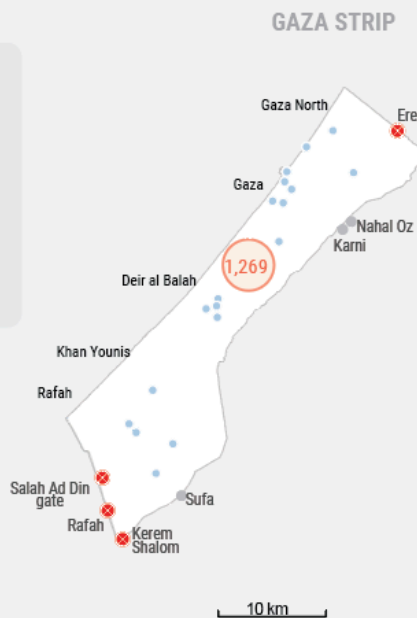 GAZA STRIP
Gaza North
Ere
Gaza
Nahal Oz
Karni
1,269
Deir al Balah
Khan Younis
Rafah
Salah Ad Din
gate
Sufa
Rafah
Kerem
Shalom
10 km